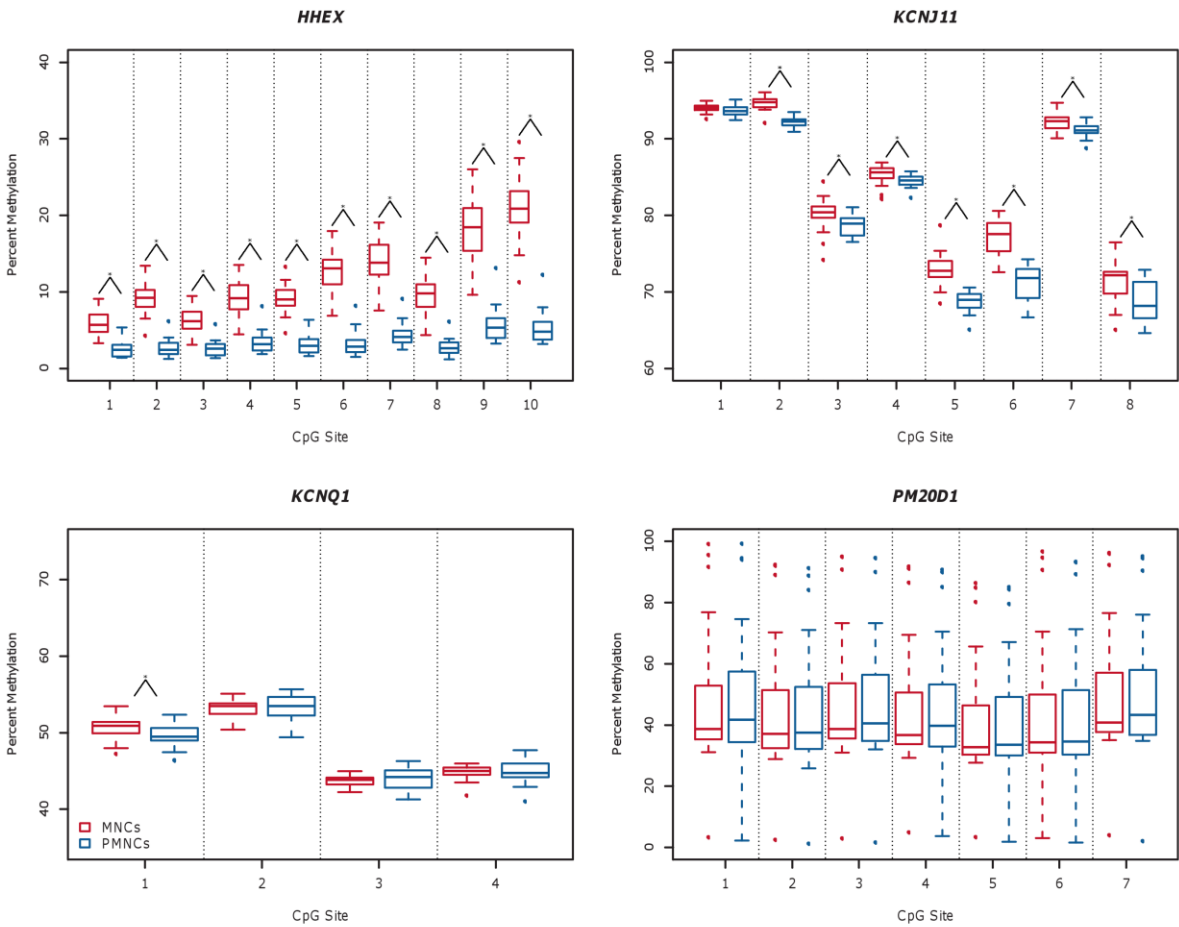 HHEX
40
30
20
10
0
Percent Methylation
* * * * * * * * * *
1 2 3 4 5 6 7 8 9 10
CpG Site
KCNJ11
100
90
80
70
60
Percent Methylation
* * * * * * *
1 2 3 4 5 6 7 8
CpG Site
KCNQ1
70
60
50
40
Percent Methylation
*
MNCs
PMNCs
1 2 3 4
CpG Site
PM20D1
100
80
60
40
20
0
Percent Methylation
1 2 3 4 5 6 7
CpG Site